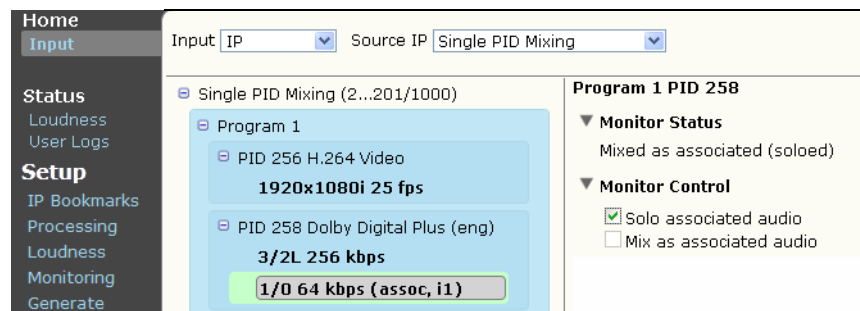 Home
Input
Status
Loudness
User Logs
Setup
IP Bookmarks
Processing
Loudness
Monitoring
Generate
Input IP Source IP Single PID Mixing
Single PID Mixing (2...201/1000)
Program 1
PID 256 H.264 Video
1920x1080i 25 fps
PID 258 Dolby Digital Plus (eng)
3/2L 256 kbps
1/0 64 kbps (assoc, i1)
Program 1 PID 258
Monitor Status
Mixed as associated (soloed)
Monitor Control
Solo associated audio
Mix as associated audio